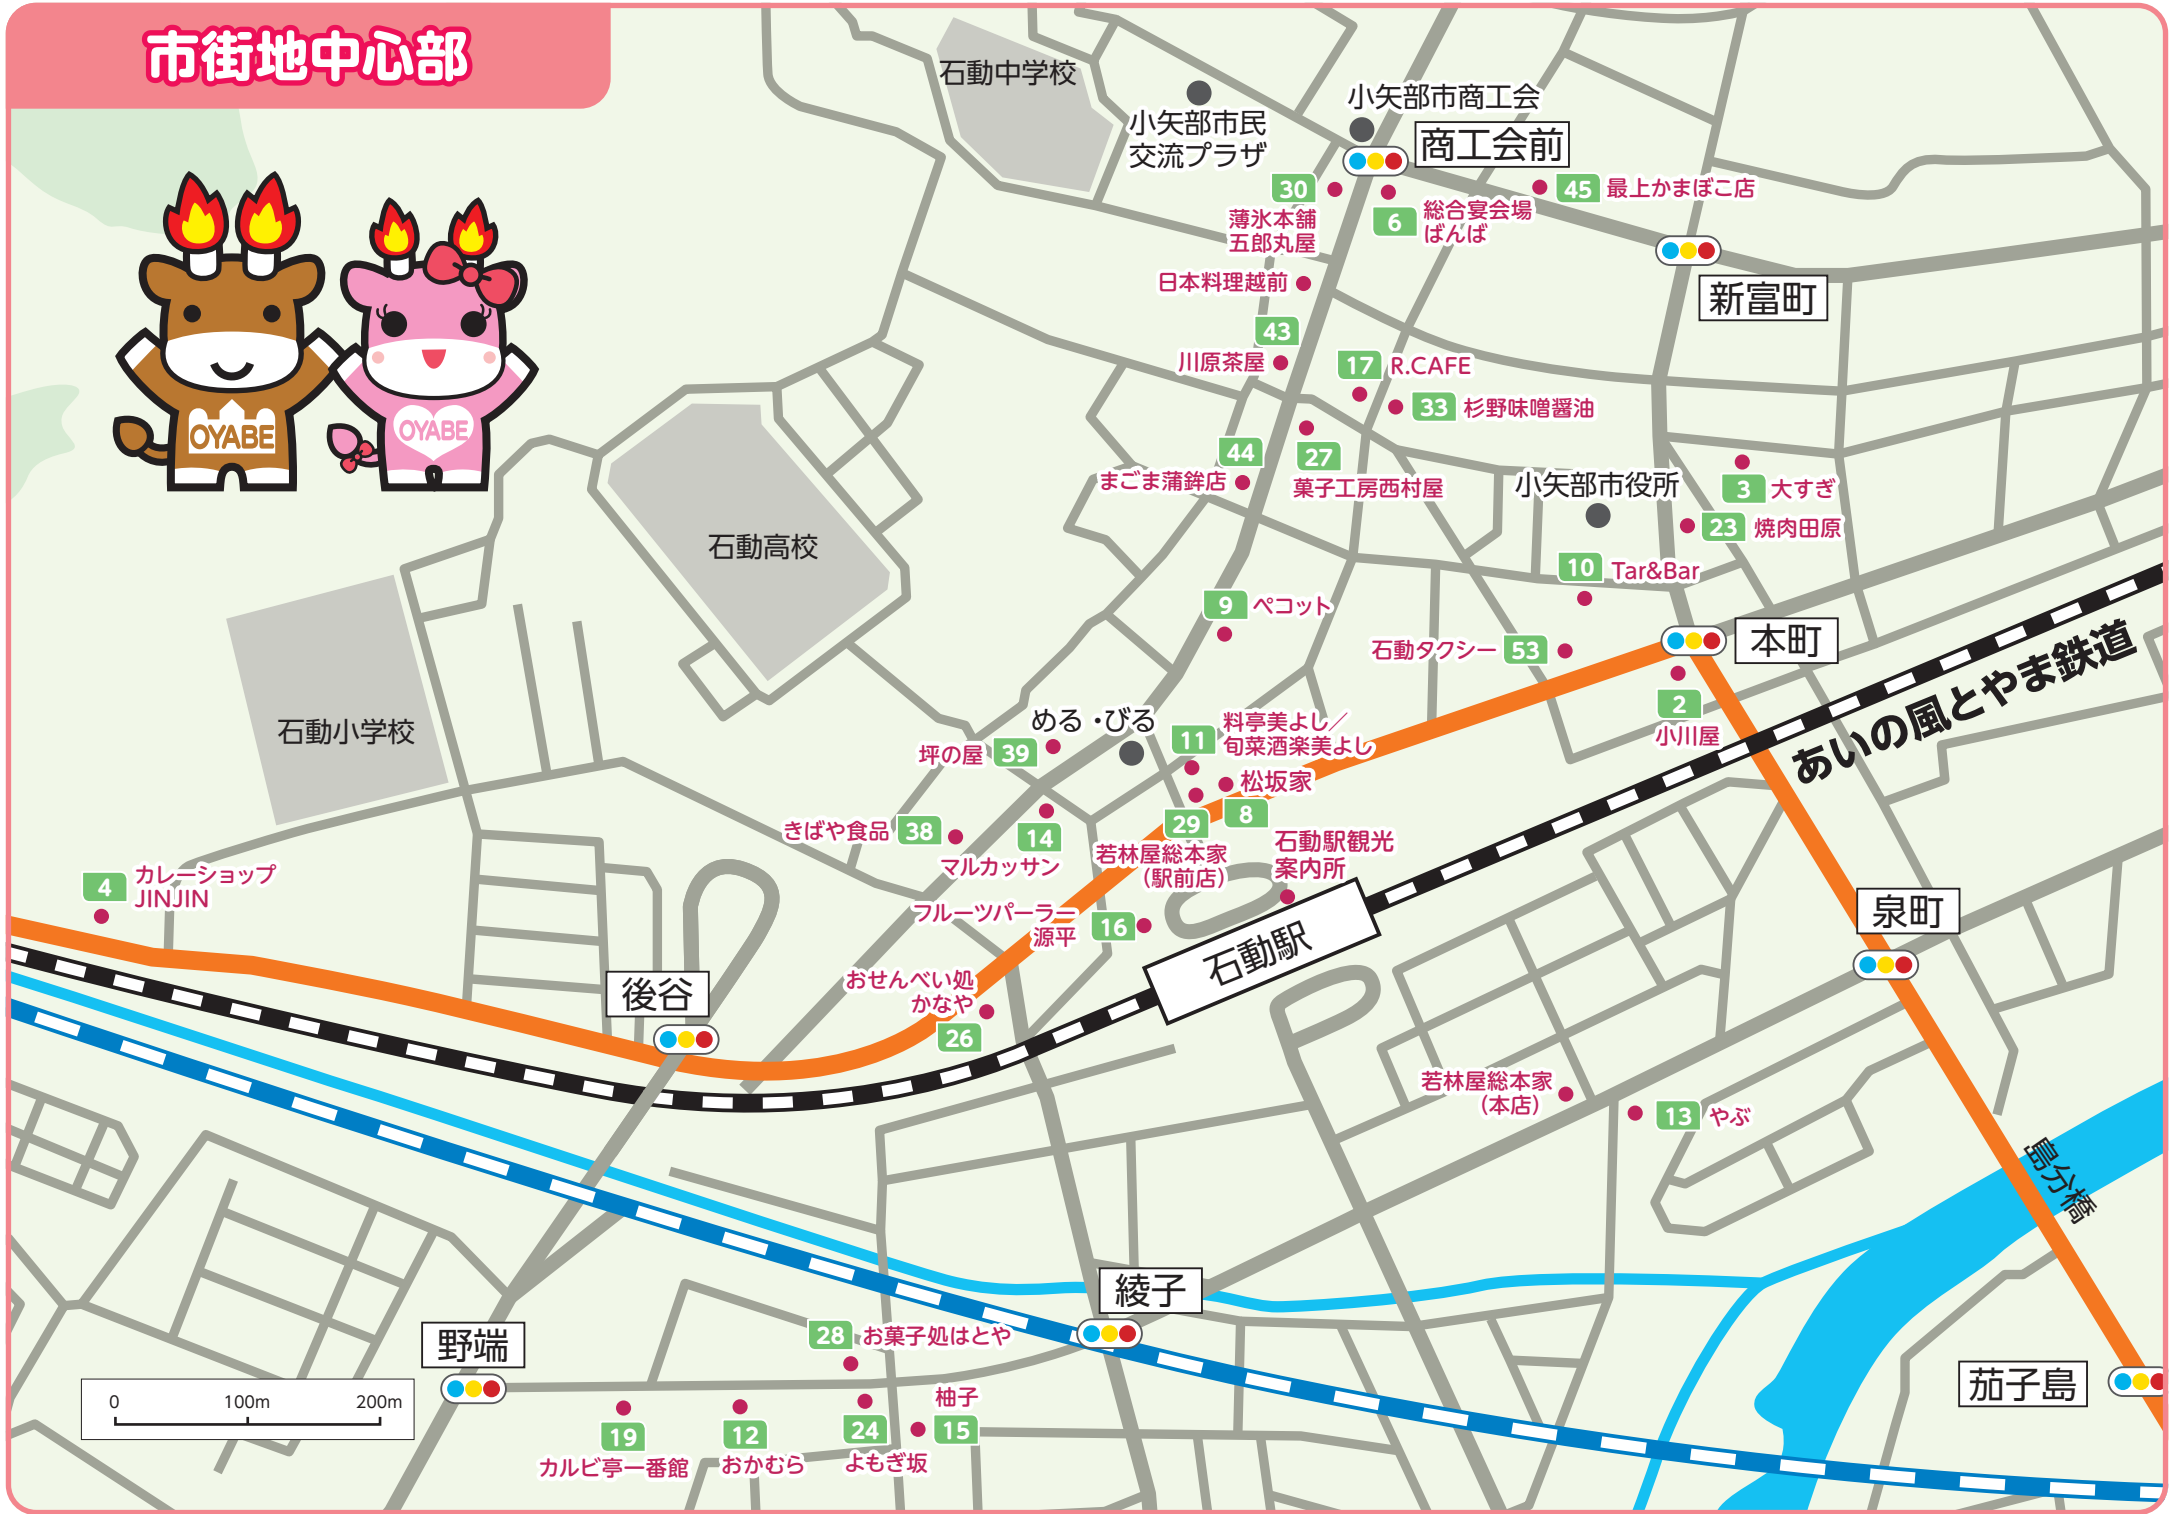 市街地中心部
石動中学校
小矢部市民
交流プラザ
小矢部市商工会
商工会前
30
薄氷本舗
五郎丸屋
6
総合宴会場
ばんば
45
最上かまぼこ店
新富町
日本料理越前
43
川原茶屋
17
R.CAFE
33
杉野味噌醤油
27
菓子工房西村屋
44
まごま蒲鉾店
小矢部市役所
3
大すぎ
23
焼肉田原
10
Tar&Bar
OYABE
OYABE
石動高校
石動小学校
9
ペコット
石動タクシー
53
本町
2
小川屋
あいの風とやま鉄道
める・びる
坪の屋
39
11
料亭美よし／
旬菜酒楽美よし
松坂家
8
29
若林屋総本家
（駅前店）
きばや食品
38
14
マルカッサン
石動駅観光
案内所
4
カレーショップ
JINJIN
フルーツパーラー
源平
16
石動駅
泉町
後谷
おせんべい処
かなや
26
若林屋総本家
（本店）
13
やぶ
島分橋
綾子
野端
28
お菓子処はとや
茄子島
0
100m
200m
19
カルビ亭一番館
12
おかむら
24
よもぎ坂
柚子
15